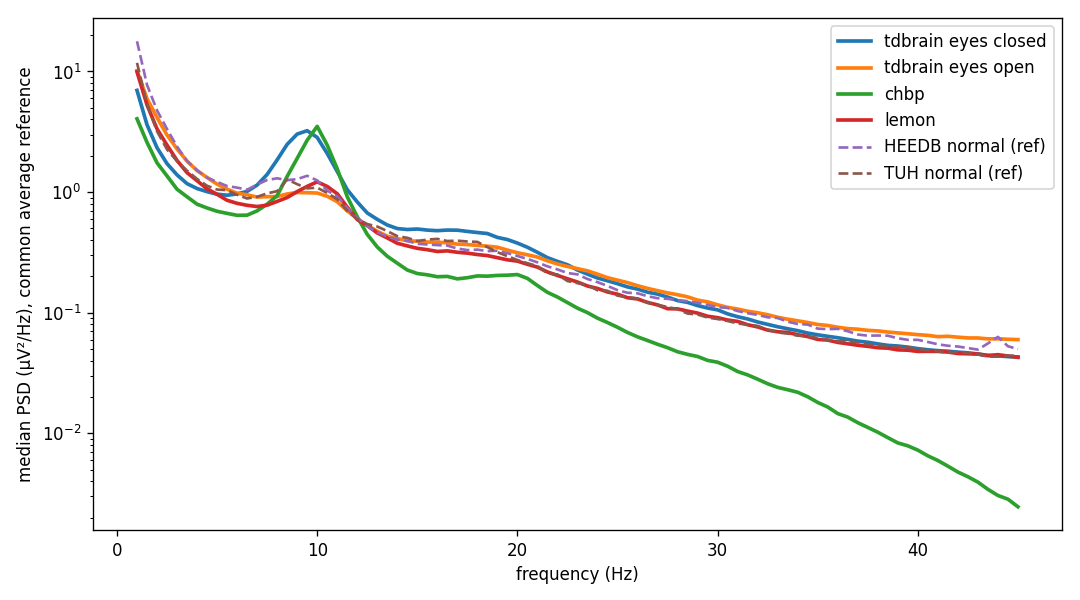 median PSD (µV²/Hz), common average reference
10¹
10⁰
10⁻¹
10⁻²
0
10
20
30
40
frequency (Hz)
tdbrain eyes closed
tdbrain eyes open
chbp
lemon
HEEDB normal (ref)
TUH normal (ref)